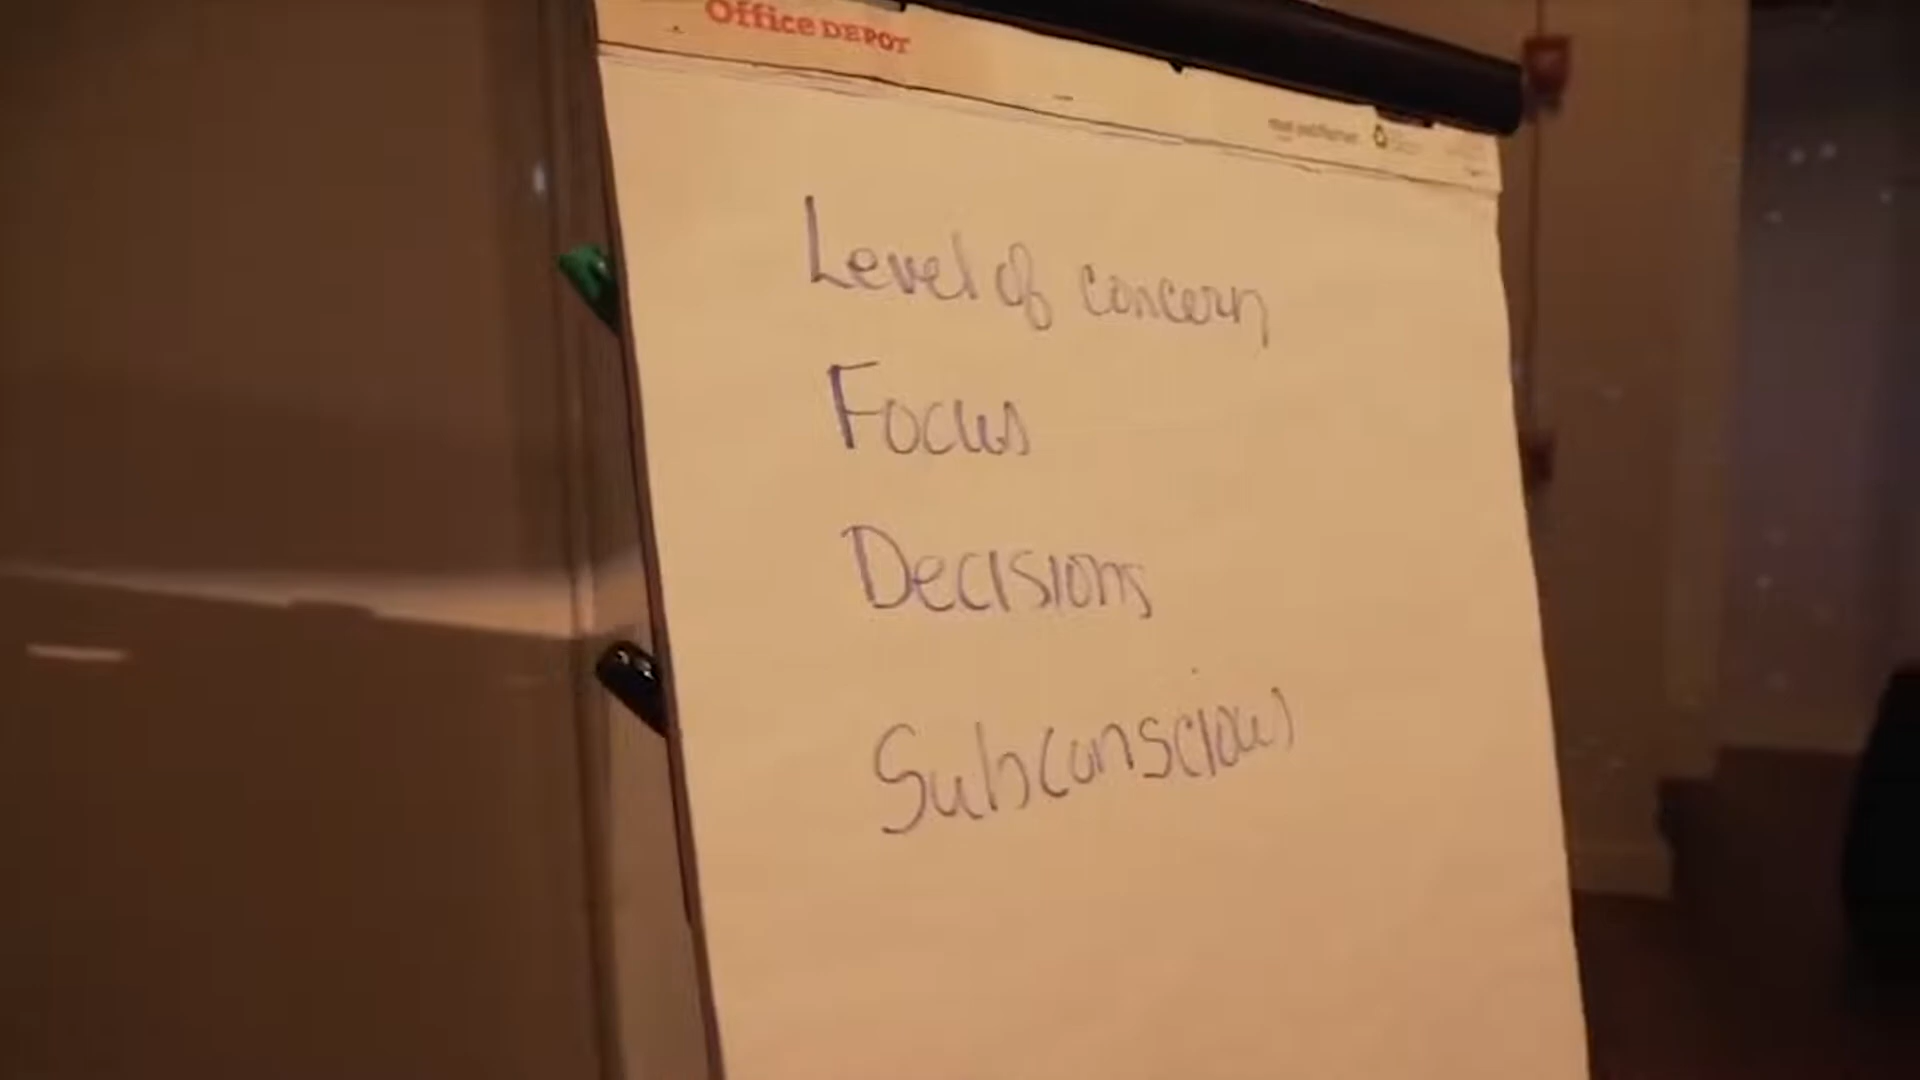 Office DEPOT
Level of concern
Focus
Decisions
Subconscious